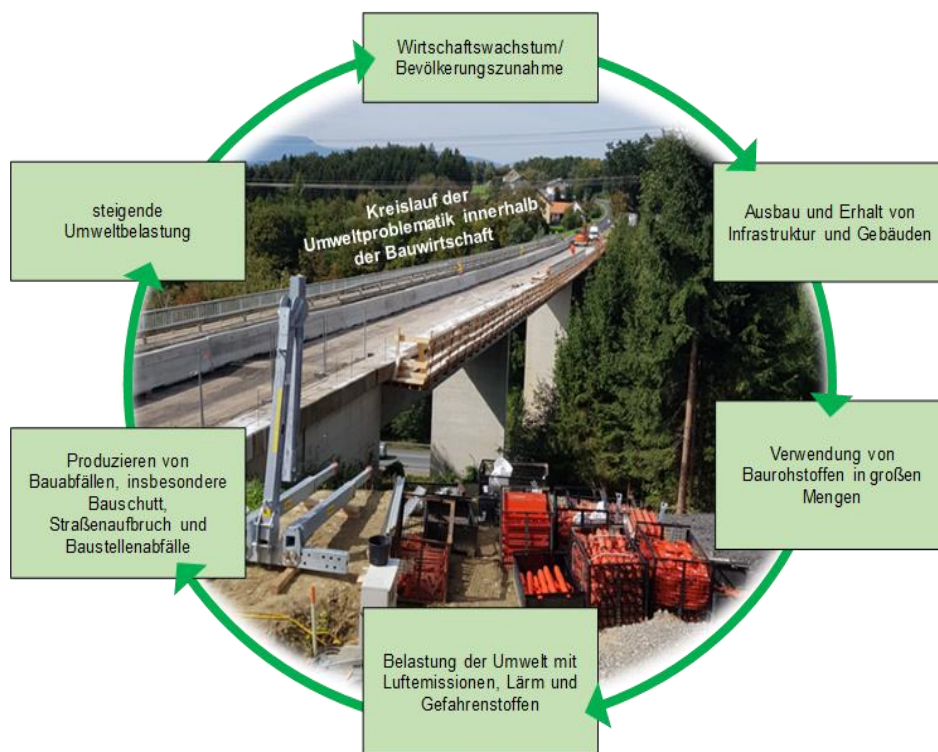 Wirtschaftswachstum/
Bevölkerungszunahme
Kreislauf der
Umweltproblematik innerhalb
der Bauwirtschaft
steigende
Umweltbelastung
Ausbau und Erhalt von
Infrastruktur und Gebäuden
Produzieren von
Bauabfällen, insbesondere
Bauschutt,
Straßenaufbruch und
Baustellenabfälle
Verwendung von
Baurohstoffen in großen
Mengen
Belastung der Umwelt mit
Luftemissionen, Lärm und
Gefahrenstoffen